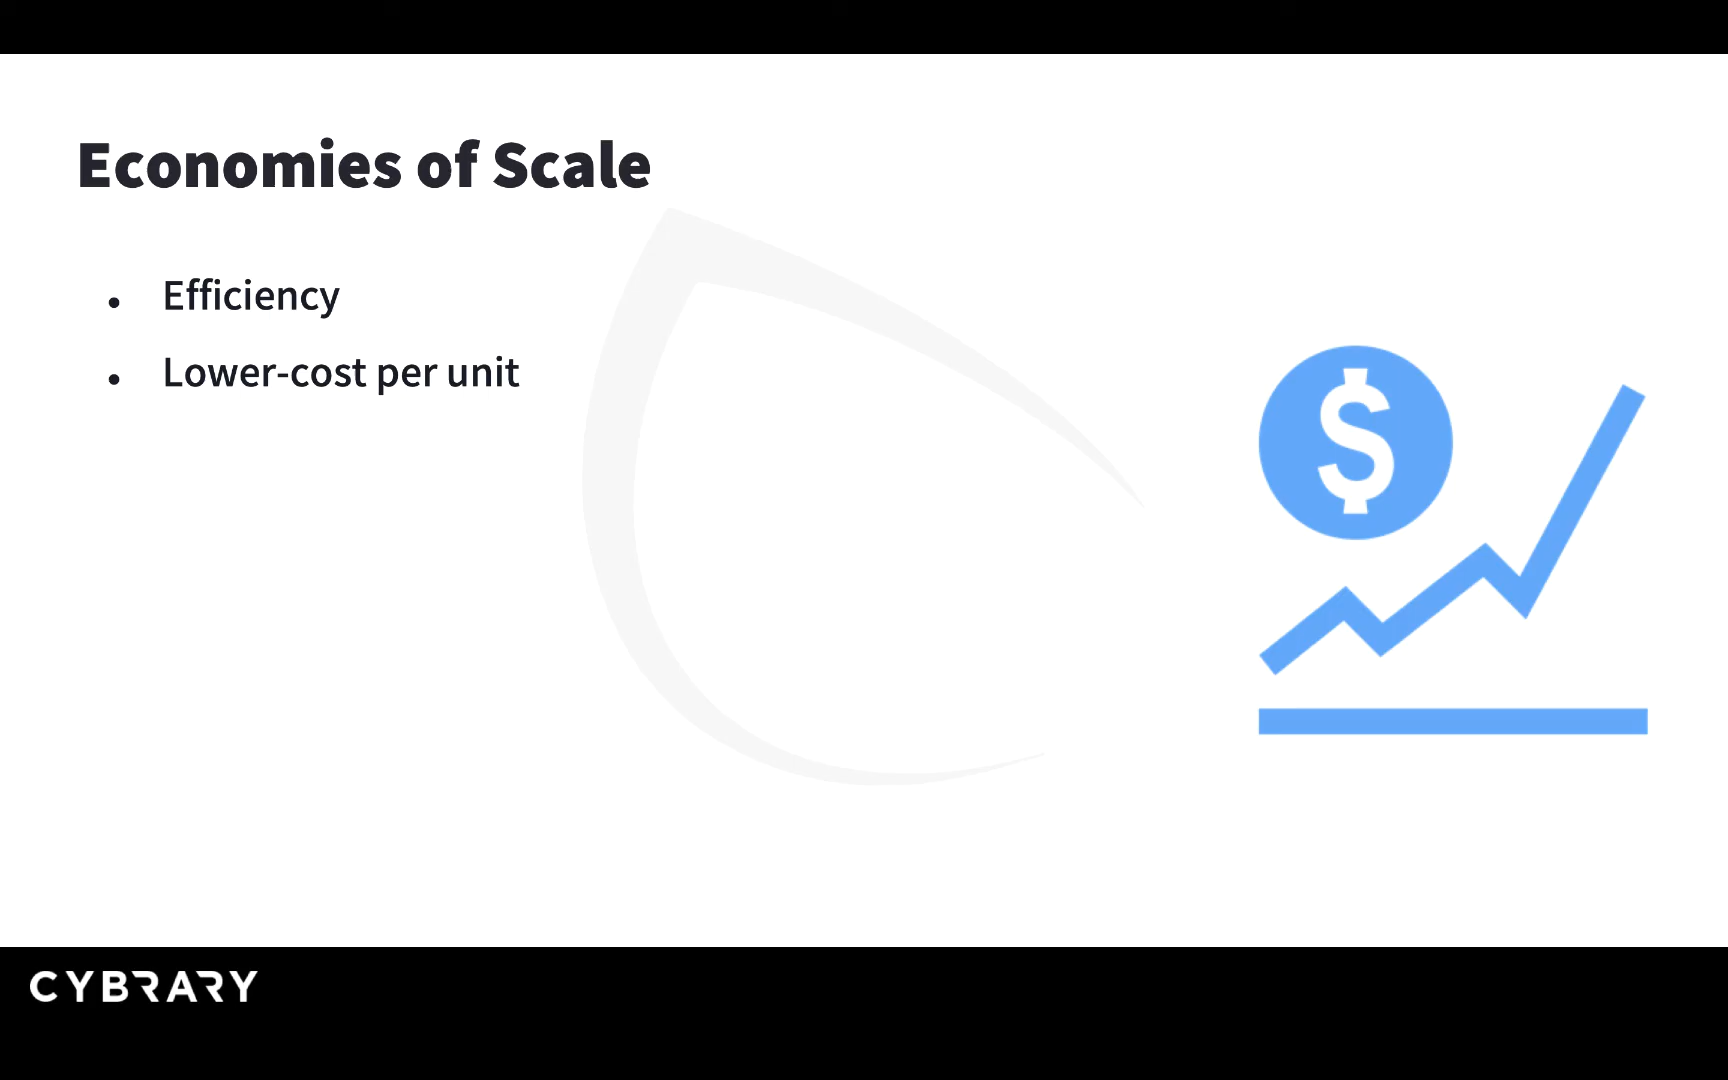 Economies of Scale
• Efficiency
• Lower-cost per unit
$
CYBRARY